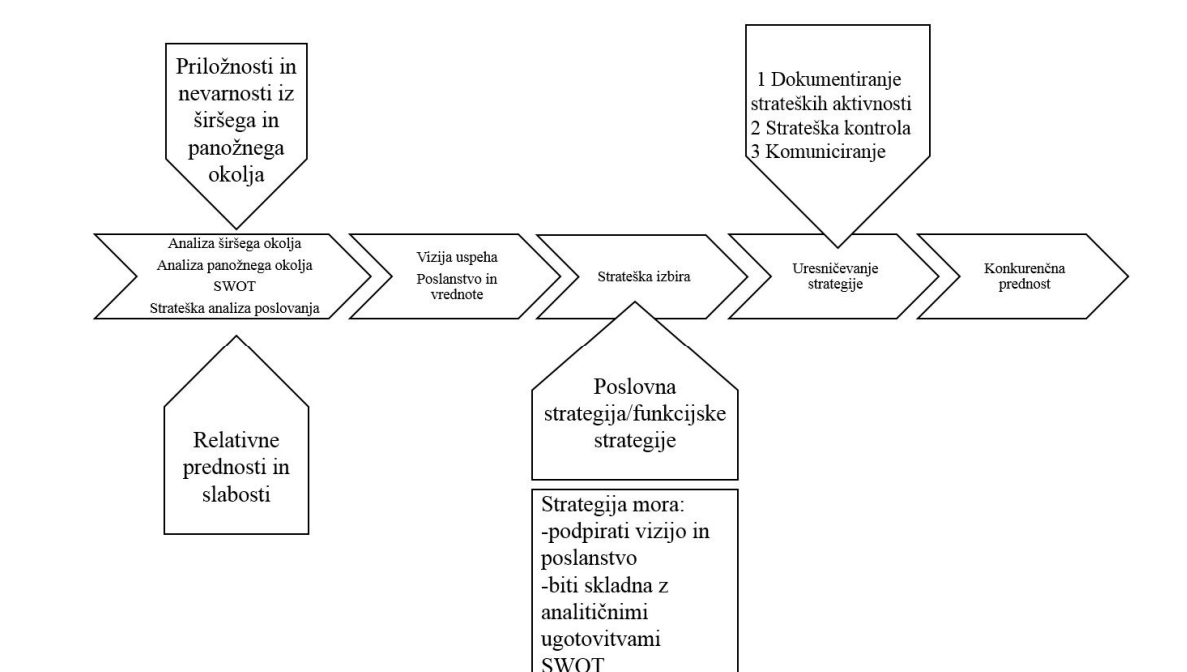 Priložnosti in
nevarnosti iz
širšega in
panožnega
okolja
1 Dokumentiranje
strateških aktivnosti
2 Strateška kontrola
3 Komuniciranje
Analiza širšega okolja
Analiza panožnega okolja
SWOT
Strateška analiza poslovanja
Vizija uspeha
Poslanstvo in
vrednote
Strateška izbira
Uresničevanje
strategije
Konkurenčna
prednost
Relativne
prednosti in
slabosti
Poslovna
strategija/funkcijske
strategije
Strategija mora:
-podpirati vizijo in
poslanstvo
-biti skladna z
analitičnimi
ugotovitvami
SWOT